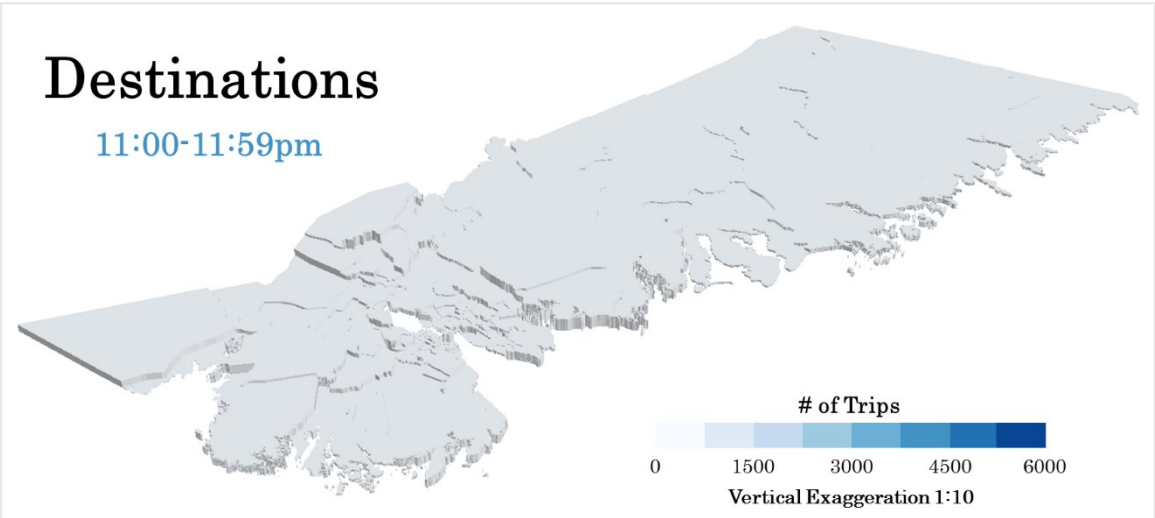 Destinations
11:00-11:59pm
# of Trips
0 1500 3000 4500 6000
Vertical Exaggeration 1:10